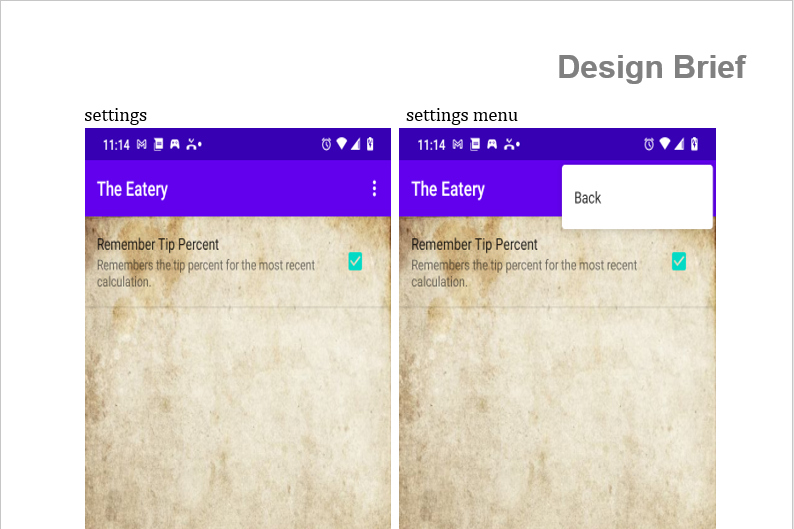 Design Brief
settings
settings menu
11:14
The Eatery
Remember Tip Percent
Remembers the tip percent for the most recent
calculation.
11:14
The Eatery
Back
Remember Tip Percent
Remembers the tip percent for the most recent
calculation.